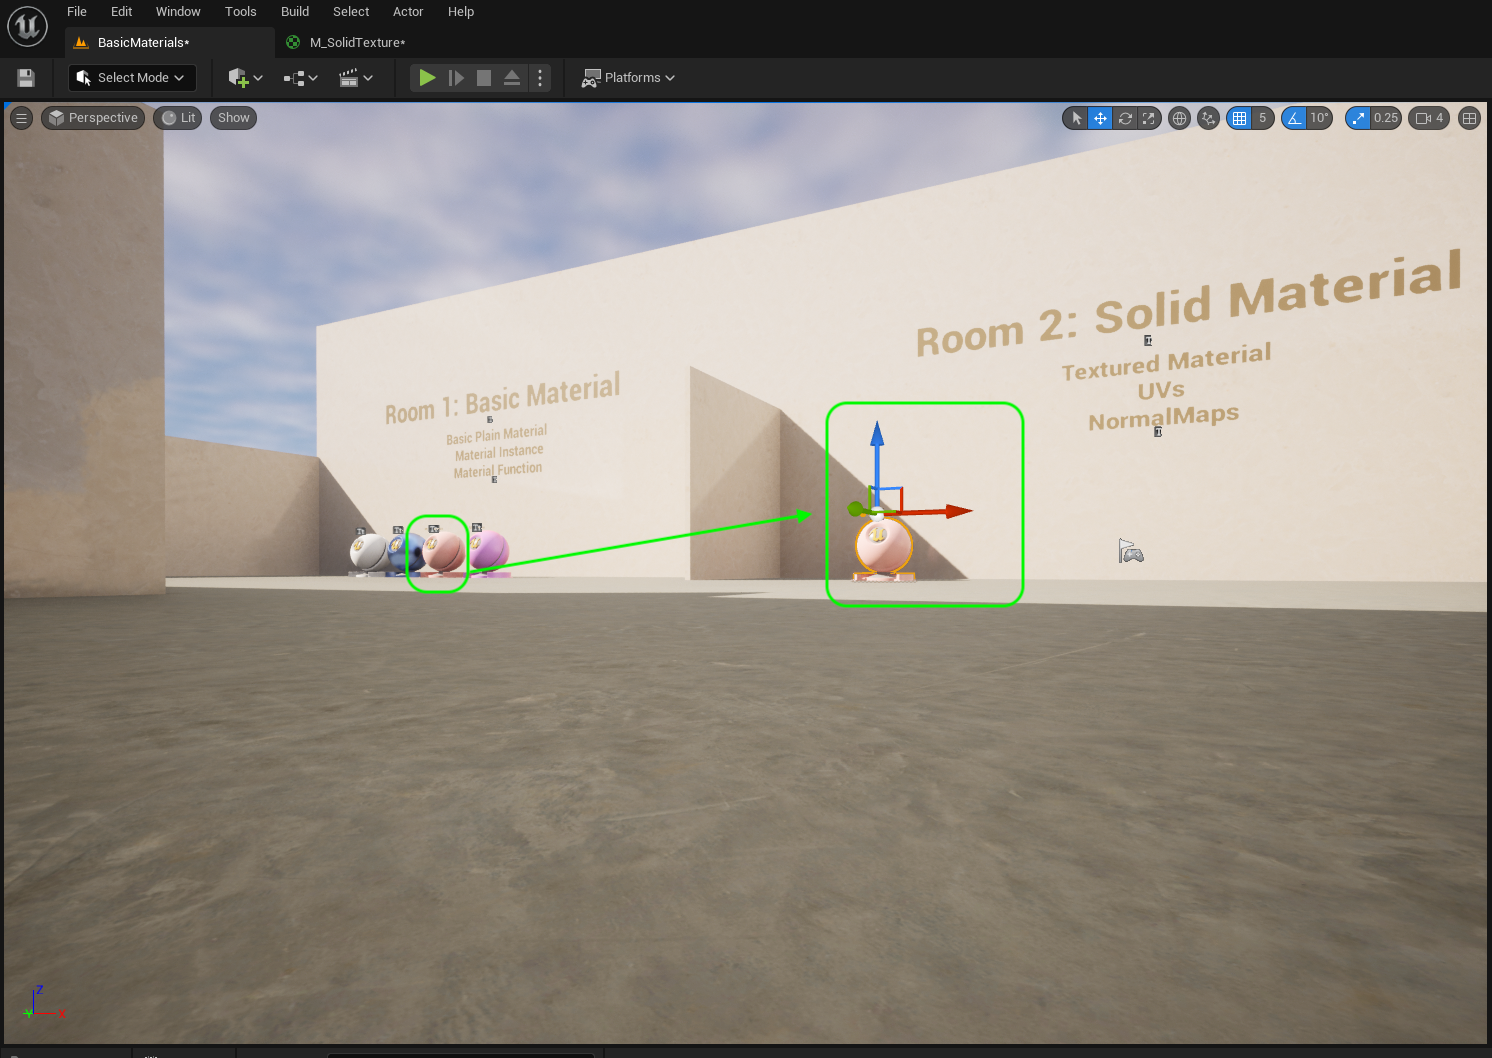 File Edit Window Tools Build Select Actor Help
BasicMaterials*
M_SolidTexture*
Select Mode
Platforms
Perspective
Lit
Show
5
10°
0.25
4
Room 1: Basic Material
Basic Plain Material
Material Instance
Material Function
Room 2: Solid Material
Textured Material
UVs
NormalMaps
Z
Y
X